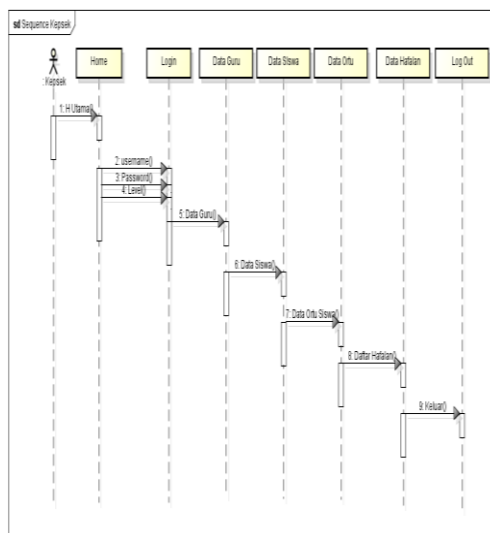 sd Sequence Kepsek
Home
Login
Data Guru
Data Siswa
Data Ortu
Data Hafalan
Log Out
: Kepsek
1: H Utama()
2: username()
3: Password()
4: Level()
5: Data Guru()
6: Data Siswa()
7: Data Ortu Siswa()
8: Daftar Hafalan()
9: Keluar()